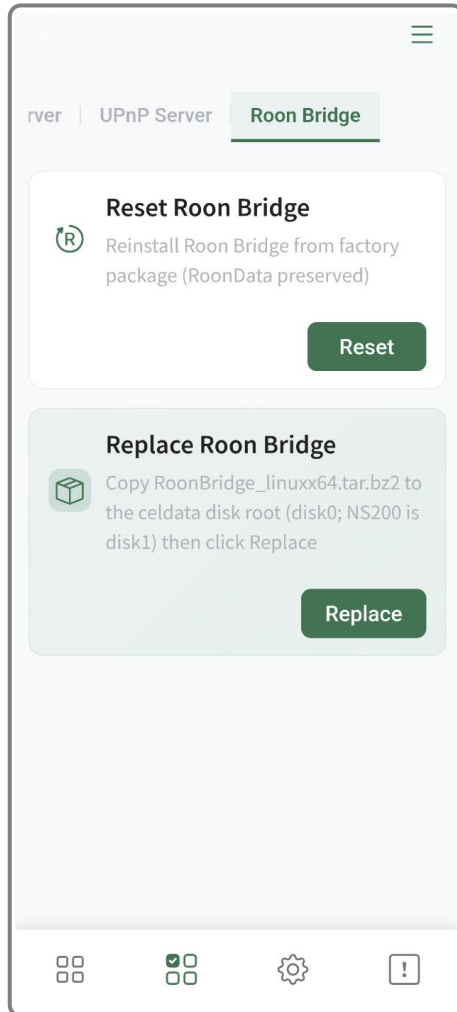 rver
UPnP Server
Roon Bridge
Reset Roon Bridge
R
Reinstall Roon Bridge from factory
package (RoonData preserved)
Reset
Replace Roon Bridge
Copy RoonBridge_linuxx64.tar.bz2 to
the celdata disk root (disk0; NS200 is
disk1) then click Replace
Replace